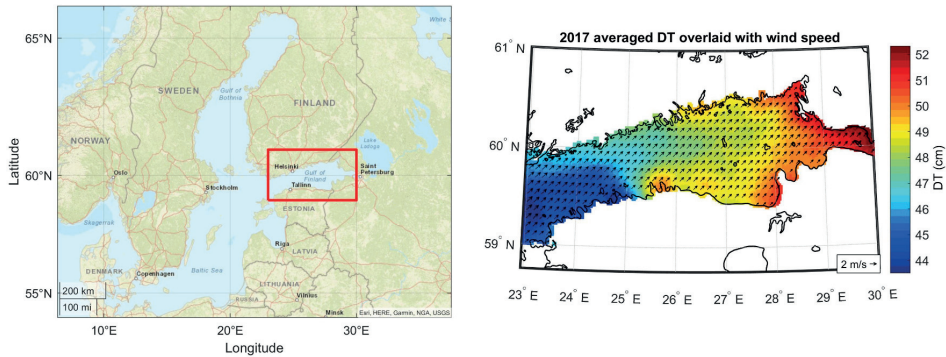 65°N
60°N
55°N
Latitude
10°E
20°E
30°E
Longitude
White S
SWEDEN
Gulf of
Bothnia
FINLAND
NORWAY
Lake
Ladoga
Helsinki
Oslo
Gulf of
Finland
Saint
Petersburg
Stockholm
Tallinn
ESTONIA
Skagerrak
Riga
LATVIA
DENMARK
Copenhagen
Baltic Sea
LITHUANIA
200 km
RUSSIA
Vilnius
100 mi
Minsk
Esri, HERE, Garmin, NGA, USGS
2017 averaged DT overlaid with wind speed
61° N
60° N
59° N
23° E
24° E
25° E
26° E
27° E
28° E
29° E
30° E
2 m/s
52
51
50
49
48
47
46
45
44
DT (cm)